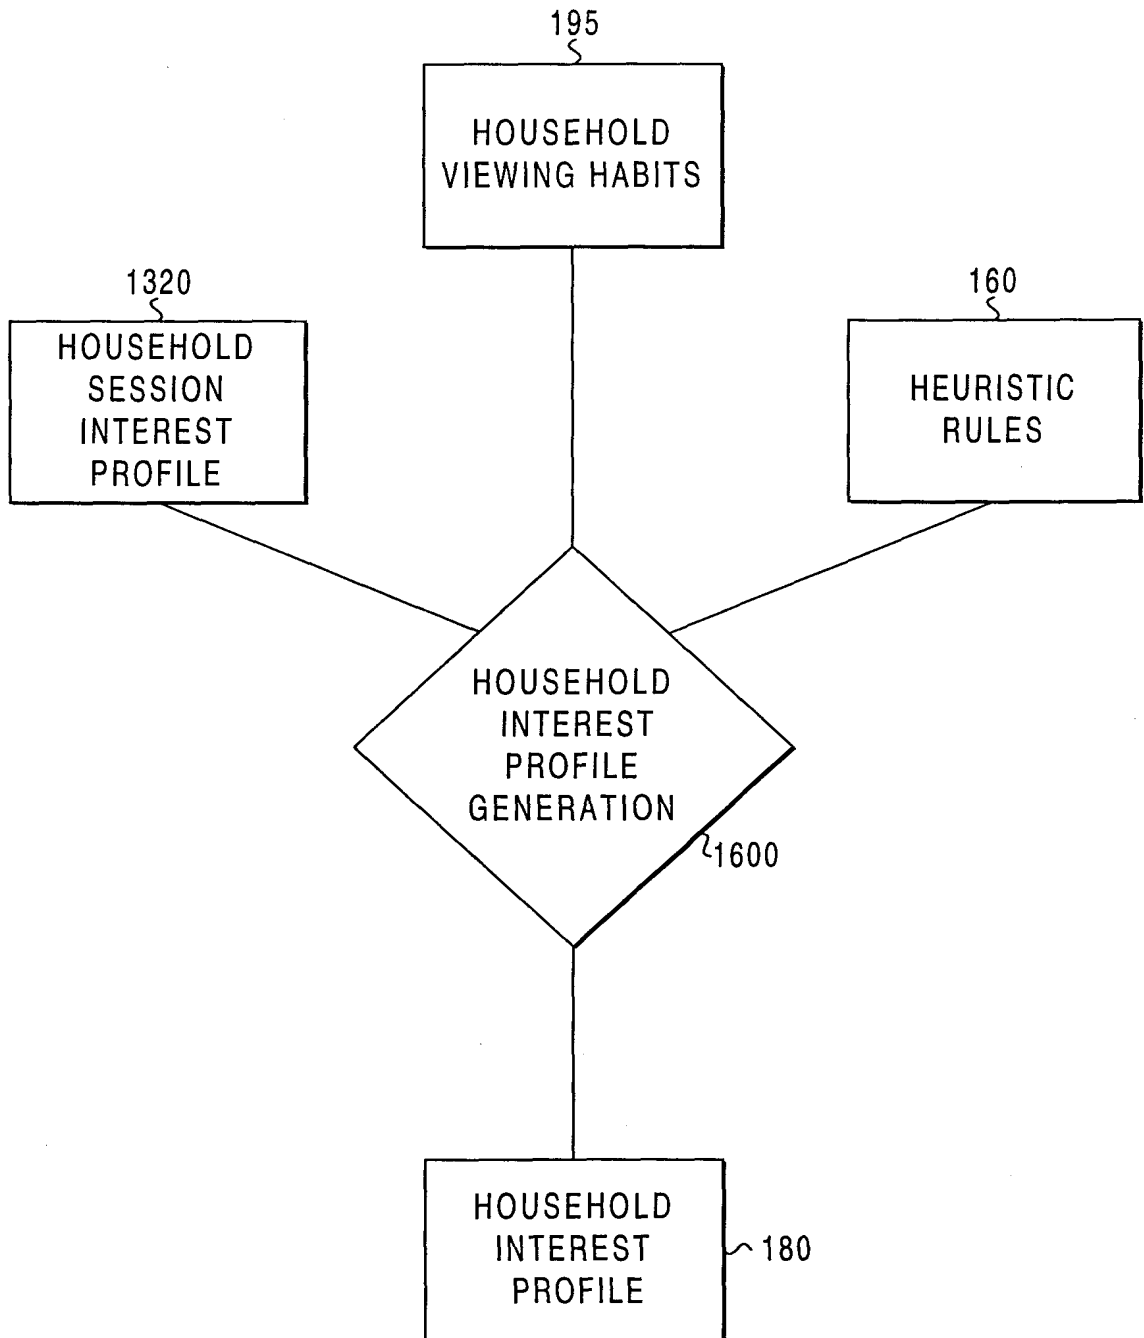 195
HOUSEHOLD
VIEWING HABITS
1320
HOUSEHOLD
SESSION
INTEREST
PROFILE
160
HEURISTIC
RULES
HOUSEHOLD
INTEREST
PROFILE
GENERATION
1600
HOUSEHOLD
INTEREST
PROFILE
180